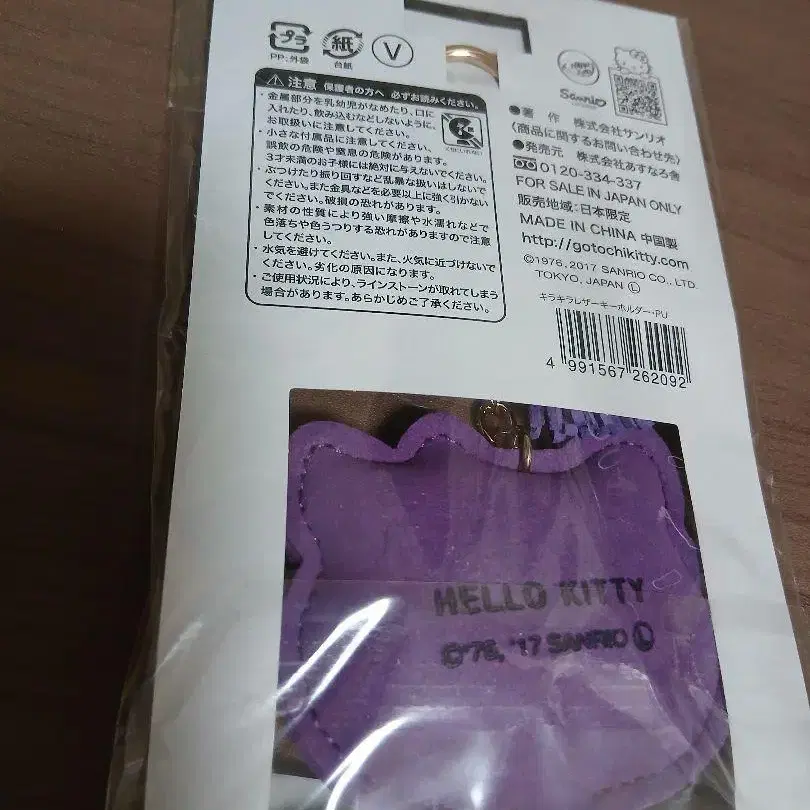 プラ
PP:外袋
紙
台紙
V
注意 保護者の方へ 必ずお読みください。
・金属部分を乳幼児がなめたり、口に
入れたり、飲み込むなどしないように、
お取扱いに注意してください。
・小さな付属品に注意してください。
誤飲の危険や窒息の危険があります。
3才未満のお子様には絶対に与えないでください。
・ぶつけたり振り回すなど乱暴な扱いはしないで
ください。また金具などを必要以上に強く引かない
でください。破損の恐れがあります。
・素材の性質により強い摩擦や水濡れなどで
色落ちや色うつりする恐れがありますので注意
してください。
・水気を避けてください。また、火気に近づけないで
ください。劣化の原因になります。
・ご使用状況により、ラインストーンが取れてしまう
場合があります。あらかじめご了承ください。
Sanrio
●著 作 株式会社サンリオ
〈商品に関するお問い合わせ先〉
●発売元 株式会社あすなろ舎
0120-334-337
FOR SALE IN JAPAN ONLY
販売地域:日本限定
MADE IN CHINA 中国製
http://gotochikitty.com
©1976, 2017 SANRIO CO., LTD.
TOKYO, JAPAN Ⓛ
キラキラレザーキーホルダー・PU
4 991567 262092
HELLO KITTY
©'76, '17 SANRIO Ⓛ